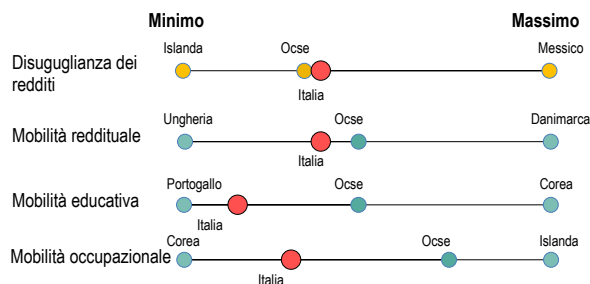 Minimo Massimo
Islanda Ocse Messico
Disuguglianza dei
redditi
Italia
Ungheria Ocse Danimarca
Mobilità reddituale
Italia
Portogallo Ocse Corea
Mobilità educativa
Italia
Corea Ocse Islanda
Mobilità occupazionale
Italia